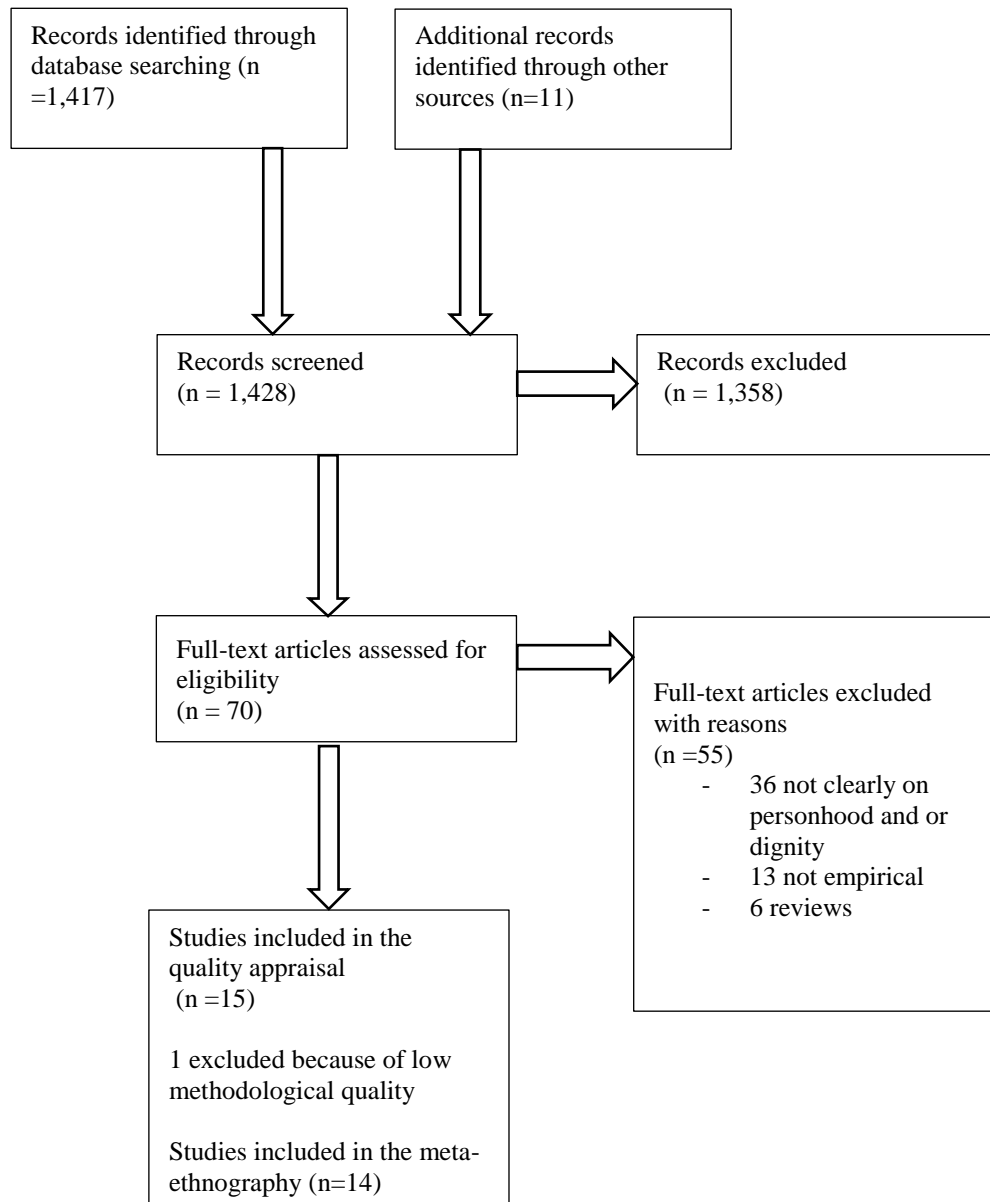 Records identified through
database searching (n
=1,417)
Additional records
identified through other
sources (n=11)
Records screened
(n = 1,428)
Records excluded
(n = 1,358)
Full-text articles assessed for
eligibility
(n = 70)
Full-text articles excluded
with reasons
(n =55)
- 36 not clearly on
personhood and or
dignity
- 13 not empirical
- 6 reviews
Studies included in the
quality appraisal
(n =15)
1 excluded because of low
methodological quality
Studies included in the meta-
ethnography (n=14)